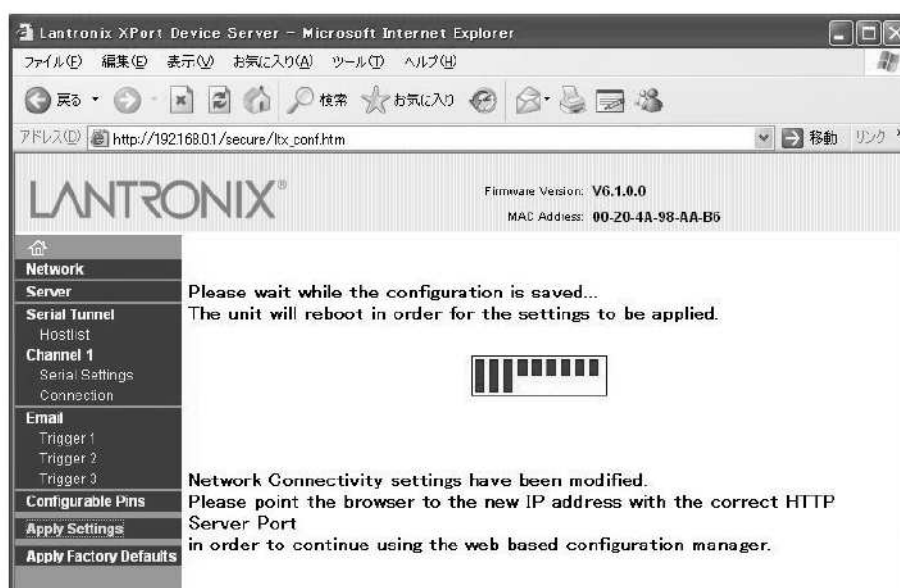 Lantronix XPort Device Server - Microsoft Internet Explorer
ファイル(F) 編集(E) 表示(V) お気に入り(A) ツール(T) ヘルプ(H)
戻る 検索 お気に入り
アドレス(D) http://192.168.0.1/secure/ltx_conf.htm 移動 リンク
LANTRONIX®
Firmware Version: V6.1.0.0
MAC Address: 00-20-4A-98-AA-B6
Network
Server
Serial Tunnel
Hostlist
Channel 1
Serial Settings
Connection
Email
Trigger 1
Trigger 2
Trigger 3
Configurable Pins
Apply Settings
Apply Factory Defaults
Please wait while the configuration is saved...
The unit will reboot in order for the settings to be applied.
Network Connectivity settings have been modified.
Please point the browser to the new IP address with the correct HTTP
Server Port
in order to continue using the web based configuration manager.